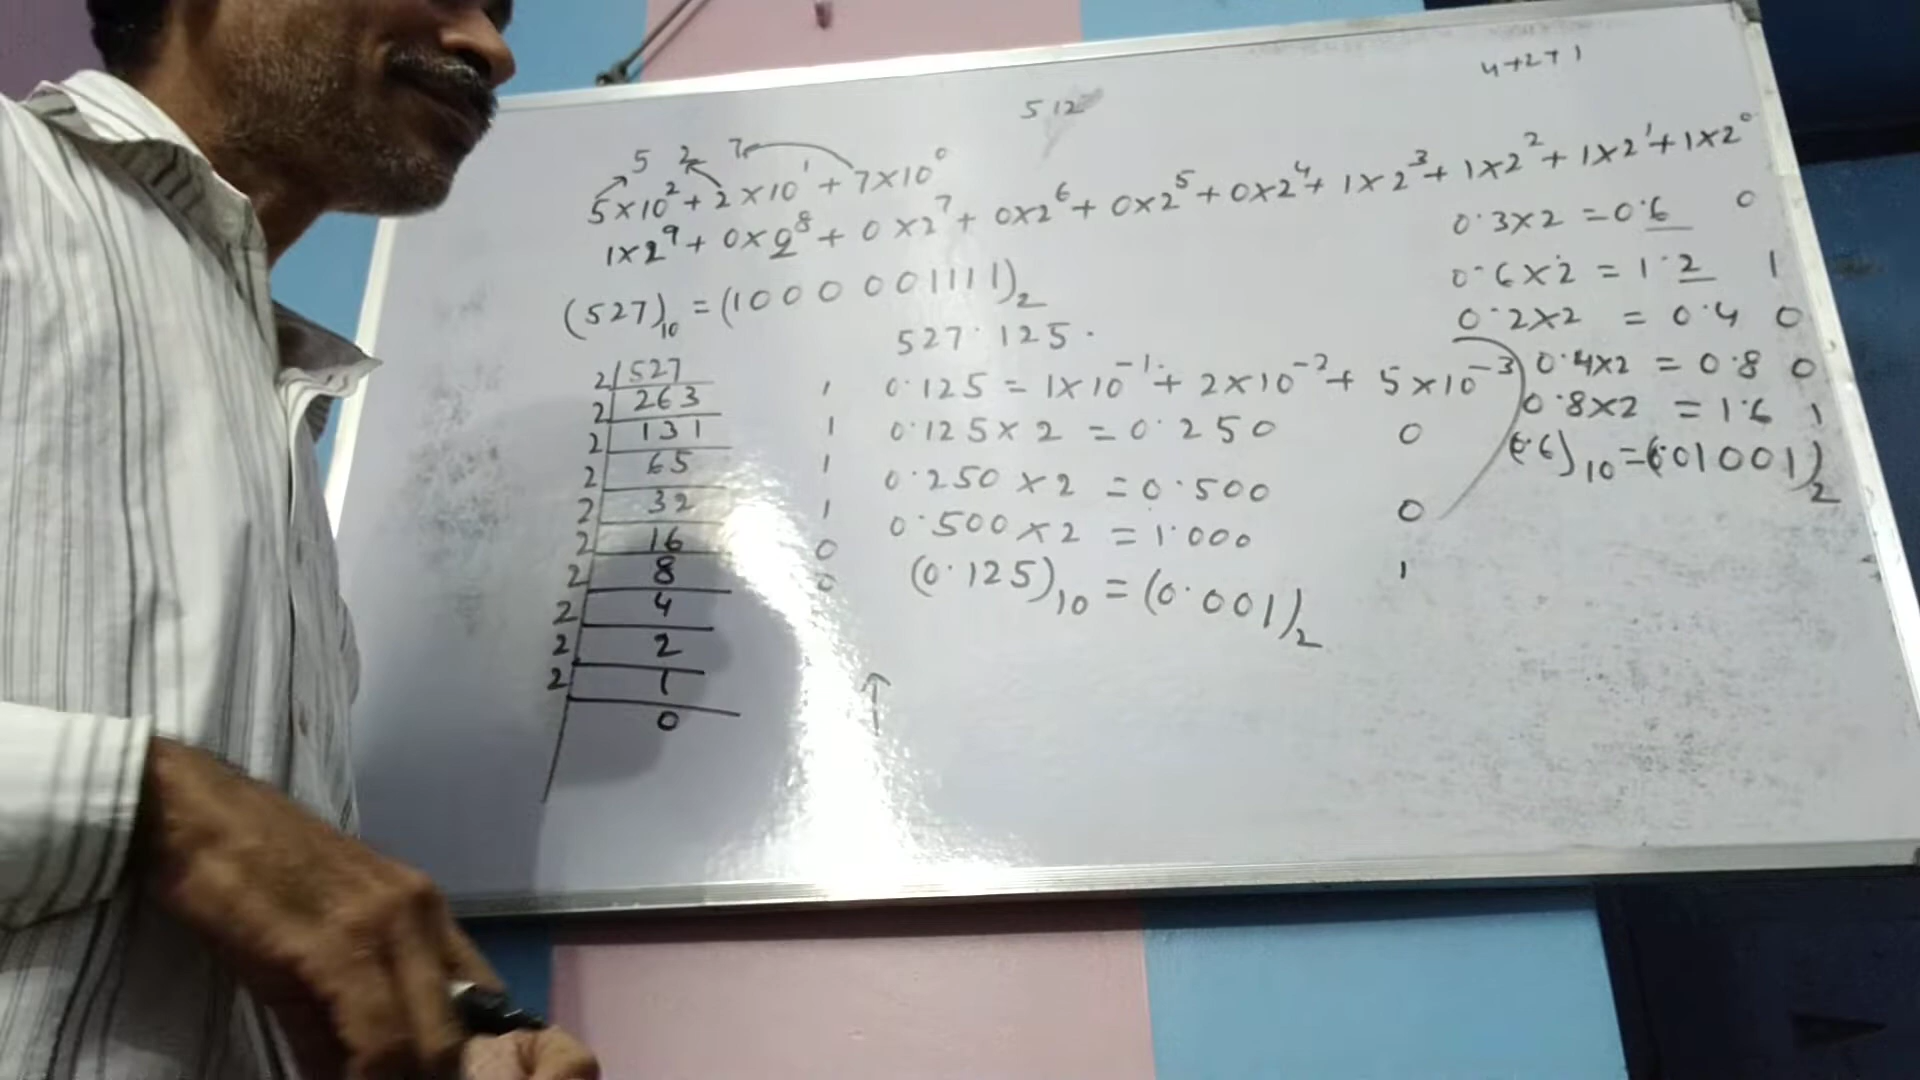 4+2+1
512
5 2 7
5×10² + 2×10¹ + 7×10⁰
1×2⁹ + 0×2⁸ + 0×2⁷ + 0×2⁶ + 0×2⁵ + 0×2⁴ + 1×2³ + 1×2² + 1×2¹ + 1×2⁰
(527)₁₀ = (1000001111)₂
2 527
2 263 1
2 131 1
2 65 1
2 32 1
2 16 0
2 8 0
2 4
2 2
2 1
0
527.125.
0.125 = 1×10⁻¹ + 2×10⁻² + 5×10⁻³
0.125×2 = 0.250 0
0.250×2 = 0.500 0
0.500×2 = 1.000 1
(0.125)₁₀ = (0.001)₂
0.3×2 = 0.6 0
0.6×2 = 1.2 1
0.2×2 = 0.4 0
0.4×2 = 0.8 0
0.8×2 = 1.6 1
(0.6)₁₀ = (0.01001)₂